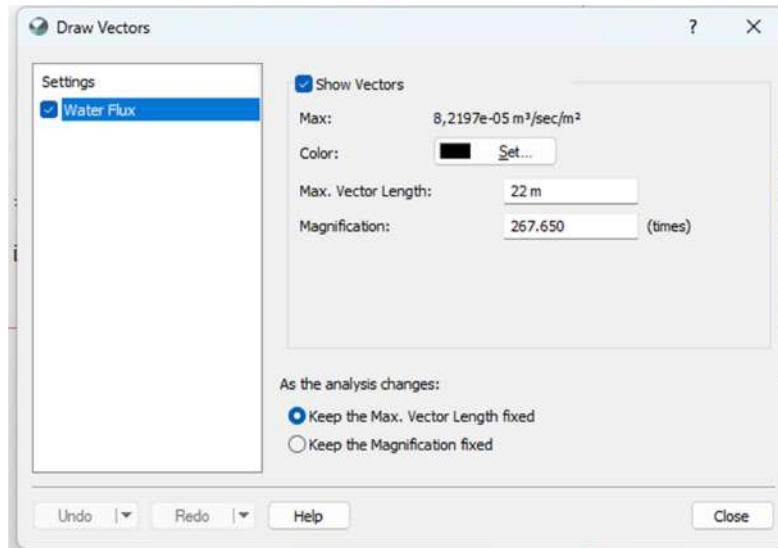 Draw Vectors
? X
Settings
Water Flux
Show Vectors
Max: 8,2197e-05 m³/sec/m²
Color: Set...
Max. Vector Length: 22 m
Magnification: 267.650 (times)
As the analysis changes:
Keep the Max. Vector Length fixed
Keep the Magnification fixed
Undo Redo Help Close